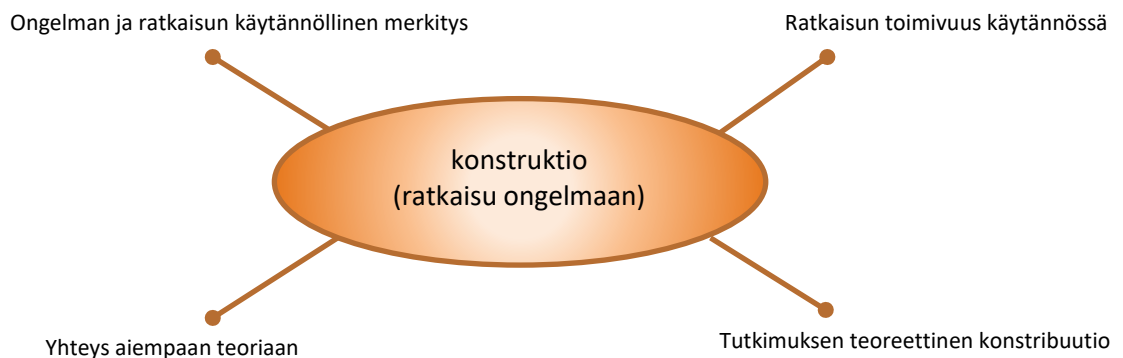 Ongelman ja ratkaisun käytännöllinen merkitys
Ratkaisun toimivuus käytännössä
konstruktio
(ratkaisu ongelmaan)
Yhteys aiempaan teoriaan
Tutkimuksen teoreettinen konstribuutio